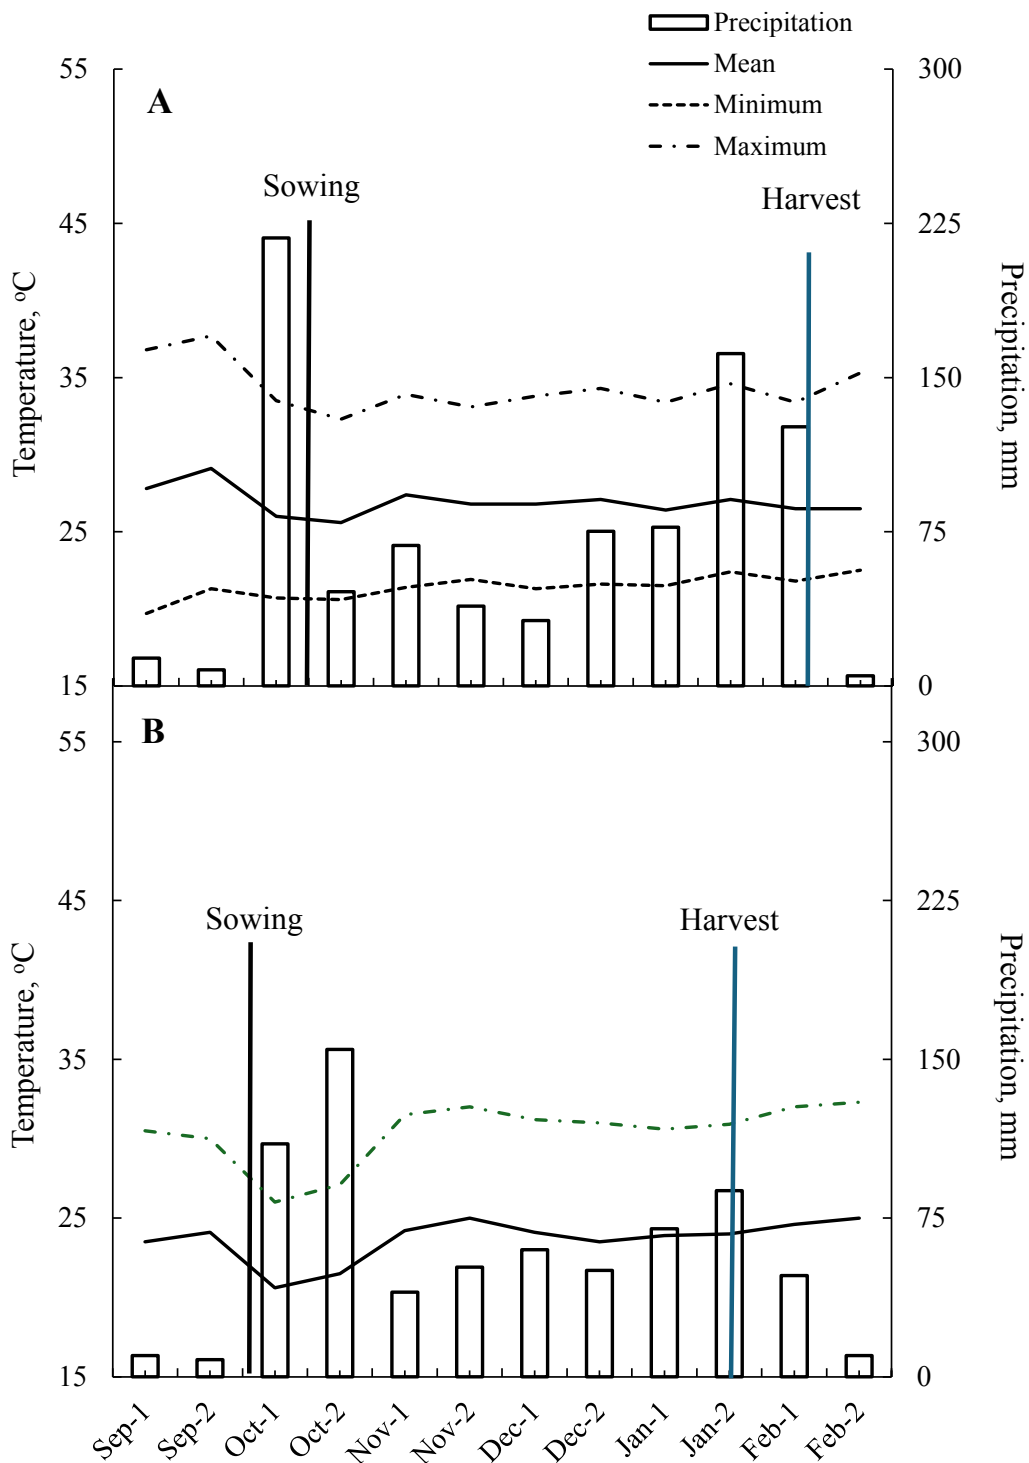 Precipitation
Mean
Minimum
Maximum
A
Sowing
Harvest
55
45
35
25
15
300
225
150
75
0
Temperature, °C
Precipitation, mm
B
Sowing
Harvest
55
45
35
25
15
300
225
150
75
0
Temperature, °C
Precipitation, mm
Sep-1
Sep-2
Oct-1
Oct-2
Nov-1
Nov-2
Dec-1
Dec-2
Jan-1
Jan-2
Feb-1
Feb-2